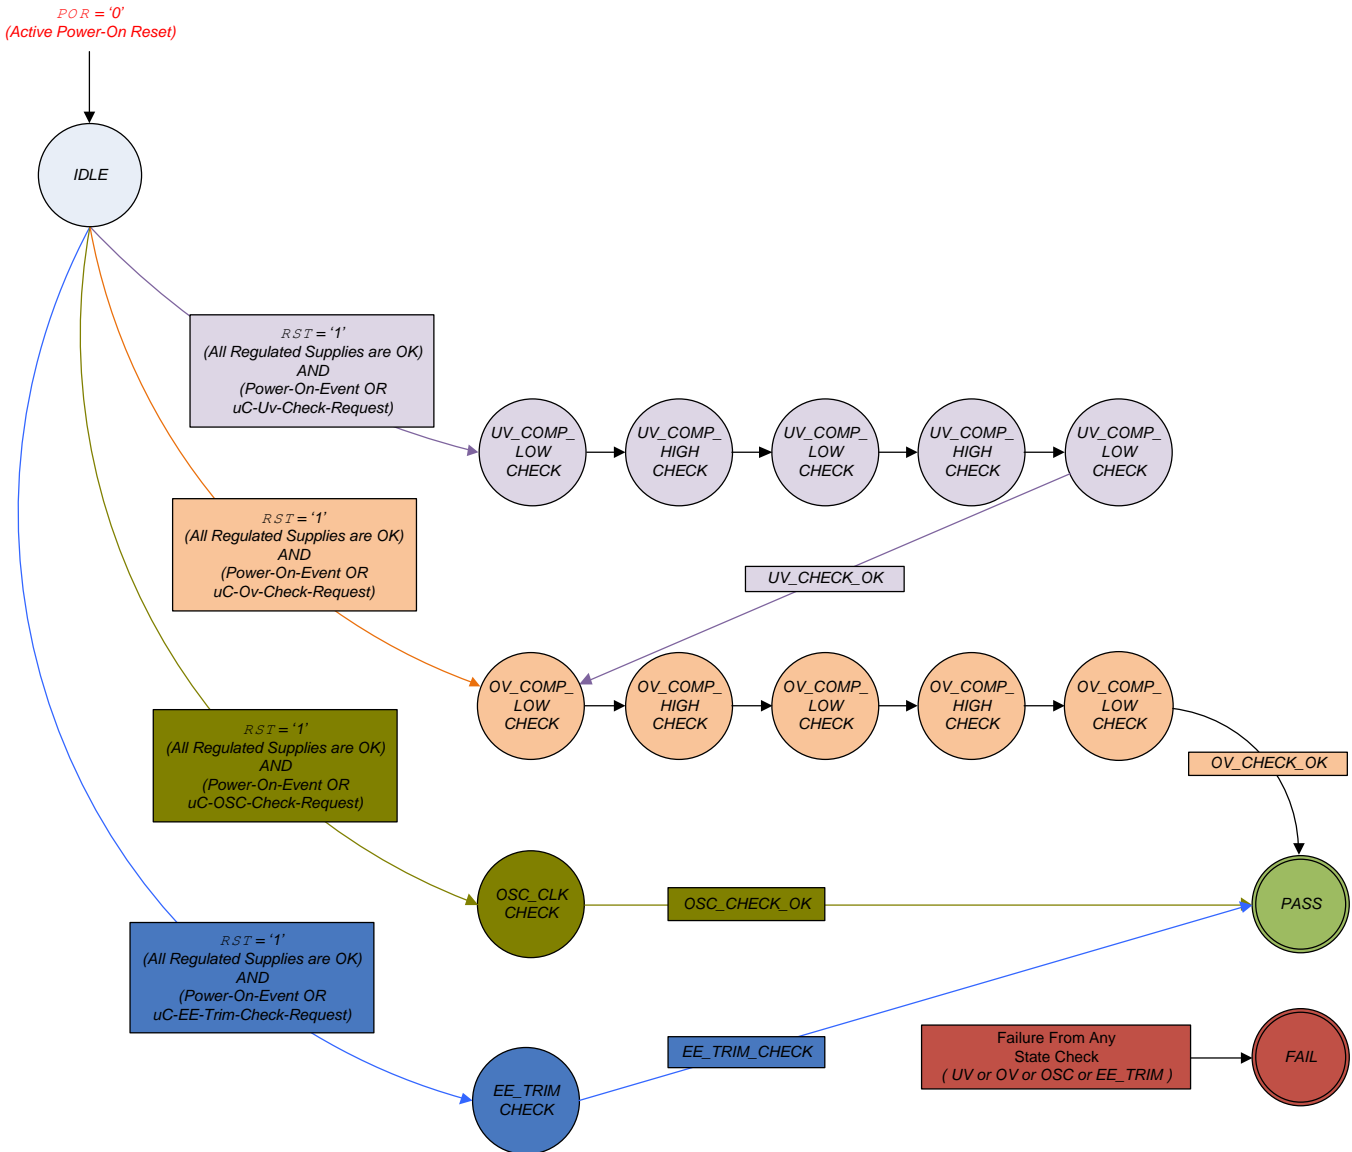 POR = ‘0’
(Active Power-On Reset)
IDLE
RST = ‘1’
(All Regulated Supplies are OK)
AND
(Power-On-Event OR
uC-Uv-Check-Request)
UV_COMP_
LOW
CHECK
UV_COMP_
HIGH
CHECK
UV_COMP_
LOW
CHECK
UV_COMP_
HIGH
CHECK
UV_COMP_
LOW
CHECK
RST = ‘1’
(All Regulated Supplies are OK)
AND
(Power-On-Event OR
uC-Ov-Check-Request)
UV_CHECK_OK
OV_COMP_
LOW
CHECK
OV_COMP_
HIGH
CHECK
OV_COMP_
LOW
CHECK
OV_COMP_
HIGH
CHECK
OV_COMP_
LOW
CHECK
OV_CHECK_OK
RST = ‘1’
(All Regulated Supplies are OK)
AND
(Power-On-Event OR
uC-OSC-Check-Request)
OSC_CLK
CHECK
OSC_CHECK_OK
PASS
RST = ‘1’
(All Regulated Supplies are OK)
AND
(Power-On-Event OR
uC-EE-Trim-Check-Request)
EE_TRIM
CHECK
EE_TRIM_CHECK
Failure From Any
State Check
( UV or OV or OSC or EE_TRIM )
FAIL